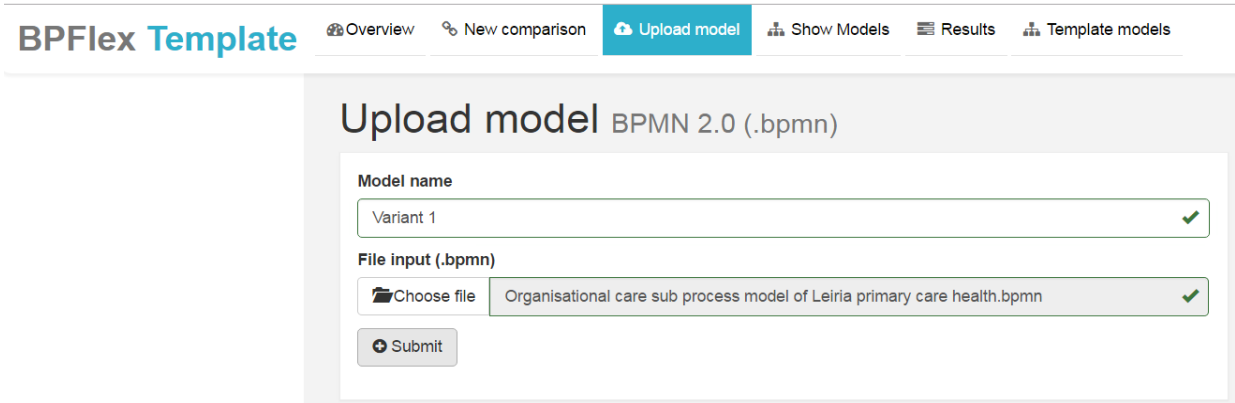 BPFlex Template
Overview New comparison Upload model Show Models Results Template models
Upload model BPMN 2.0 (.bpmn)
Model name
Variant 1
File input (.bpmn)
Choose file Organisational care sub process model of Leiria primary care health.bpmn
Submit